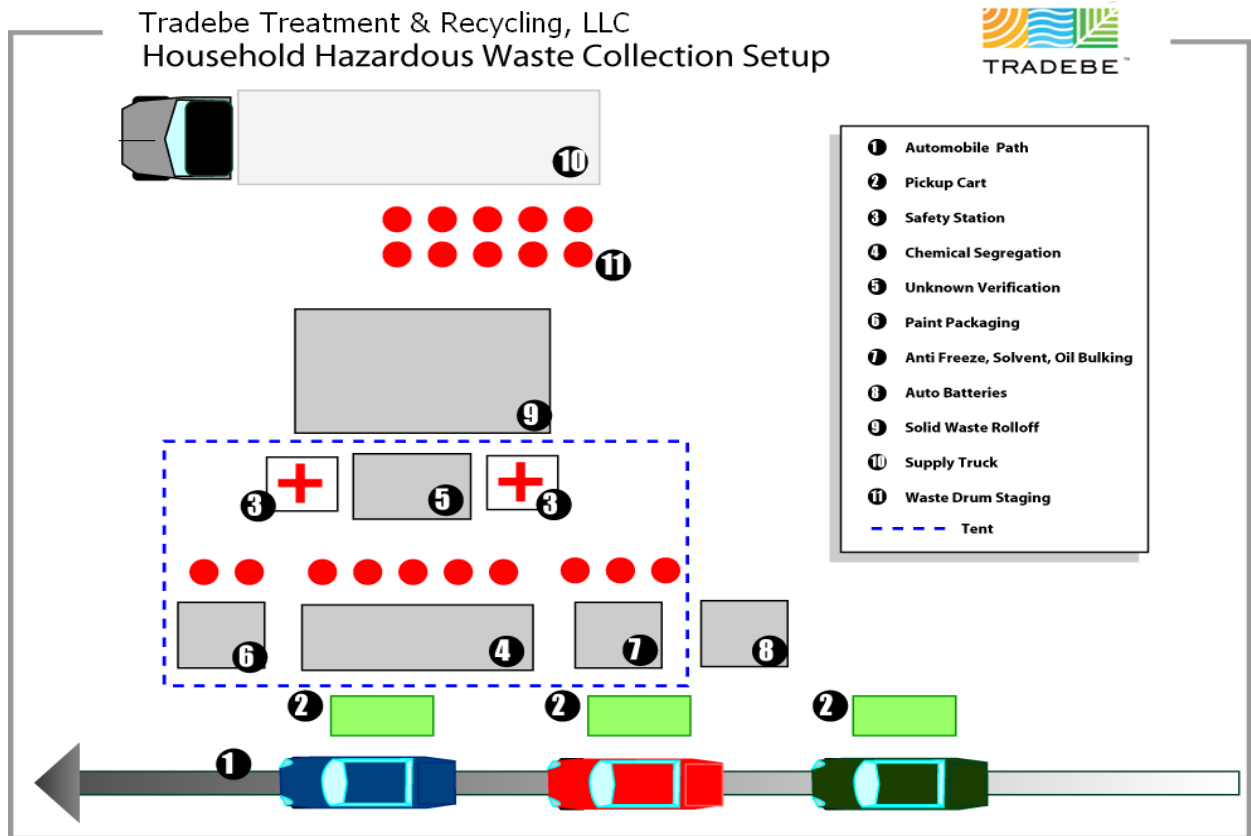 Tradebe Treatment & Recycling, LLC
Household Hazardous Waste Collection Setup
TRADEBE™
10
11
9
3
5
3
6
4
7
8
2
2
2
1
1 Automobile Path
2 Pickup Cart
3 Safety Station
4 Chemical Segregation
5 Unknown Verification
6 Paint Packaging
7 Anti Freeze, Solvent, Oil Bulking
8 Auto Batteries
9 Solid Waste Rolloff
10 Supply Truck
11 Waste Drum Staging
Tent